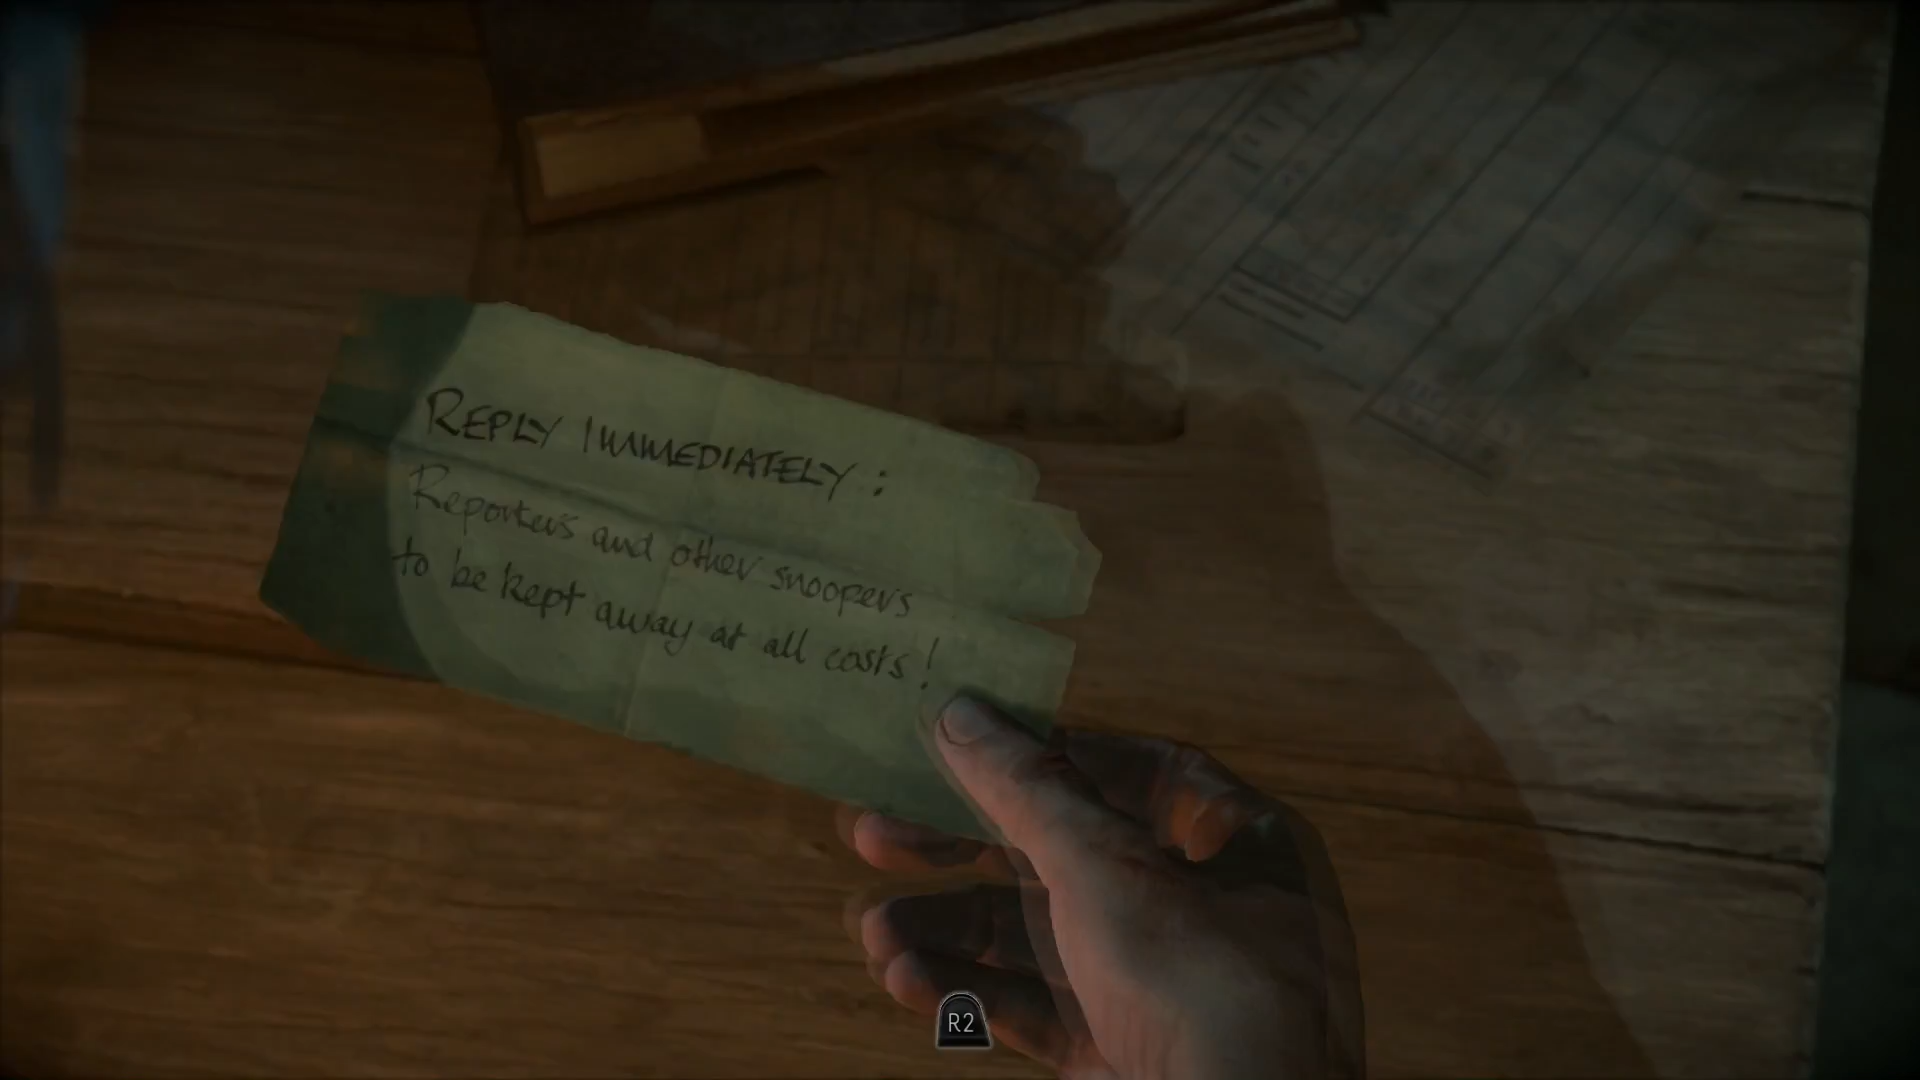 REPLY IMMEDIATELY:
Reporters and other snoopers
to be kept away at all costs!
R2